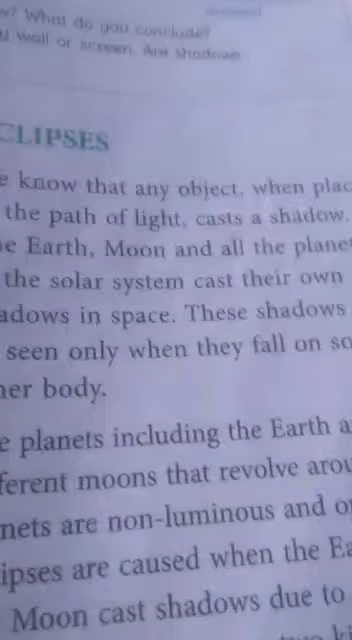 w? What do you conclude?
wall or screen. Are shadows
CLIPSES
e know that any object, when plac
the path of light, casts a shadow.
e Earth, Moon and all the plane
the solar system cast their own
adows in space. These shadows
seen only when they fall on so
her body.
e planets including the Earth a
ferent moons that revolve arou
nets are non-luminous and o
ipses are caused when the Ea
Moon cast shadows due to